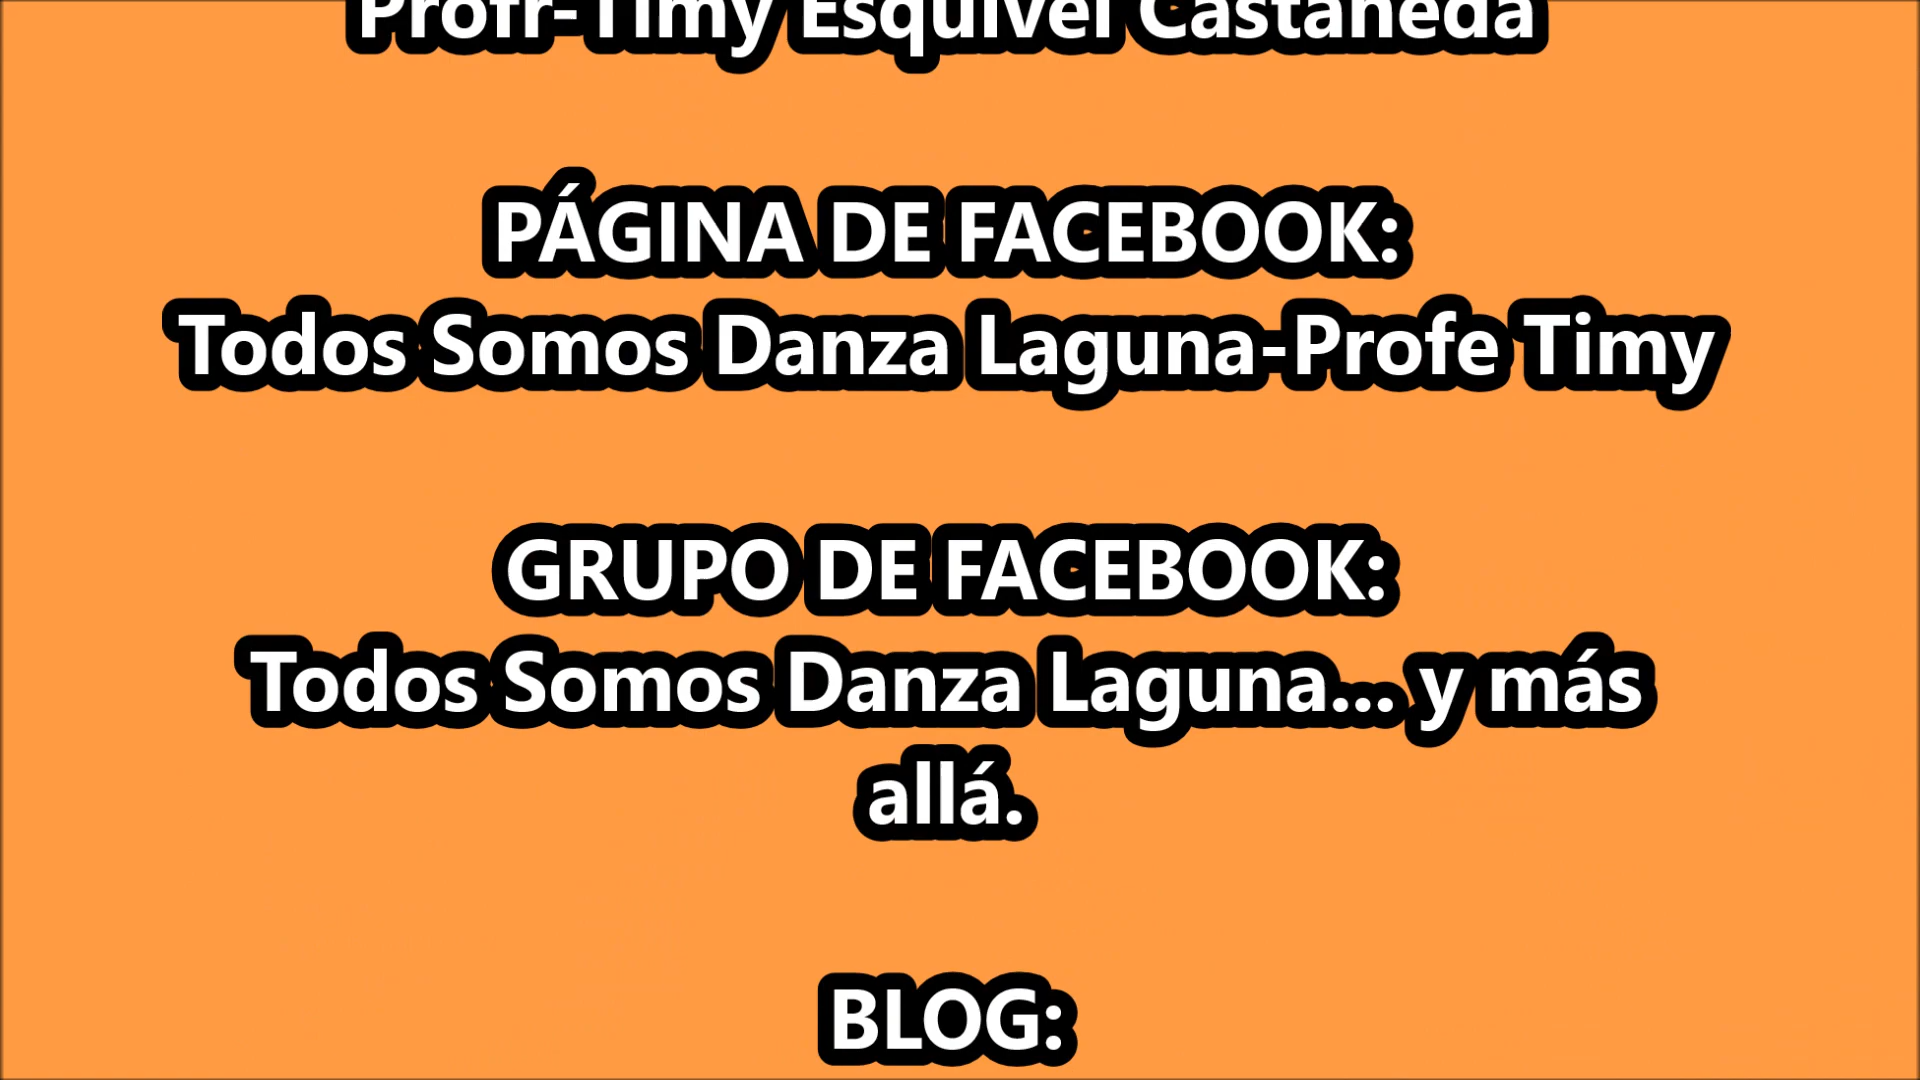 Profr-Timy Esquivel Castañeda
PÁGINA DE FACEBOOK:
Todos Somos Danza Laguna-Profe Timy
GRUPO DE FACEBOOK:
Todos Somos Danza Laguna... y más
allá.
BLOG: